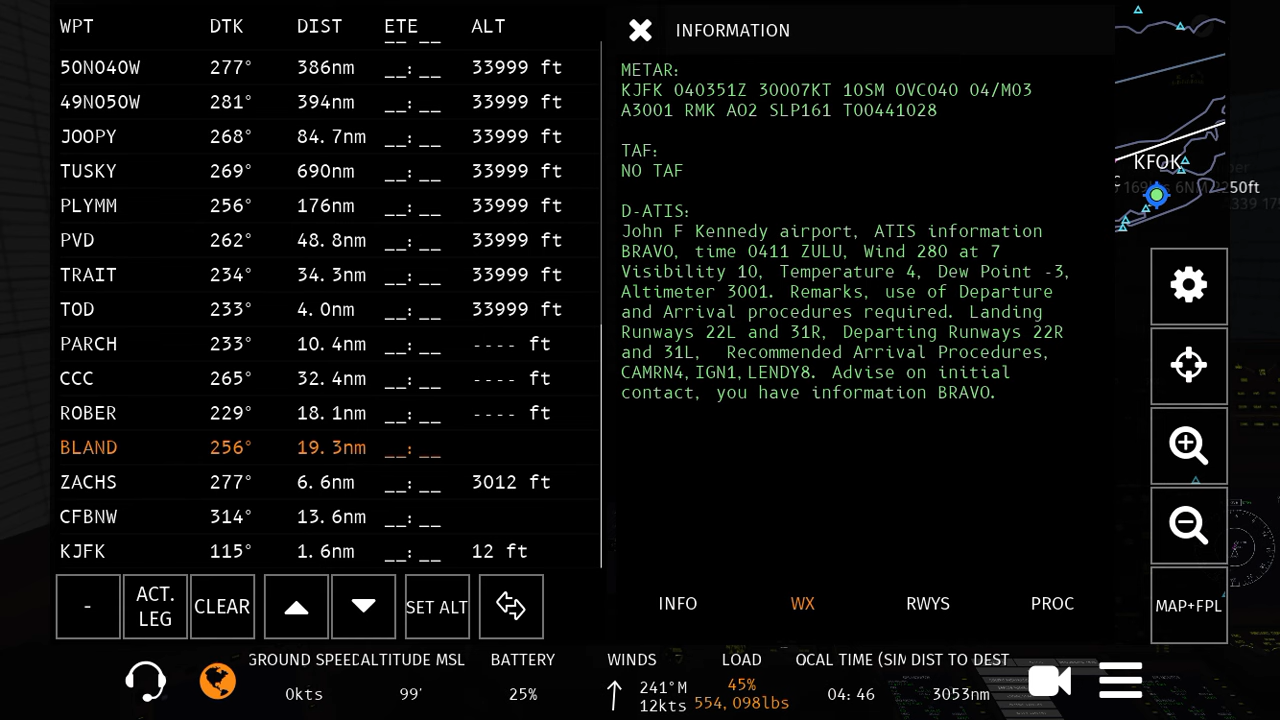 WPT DTK DIST ETE ALT
__ __
50N040W 277° 386nm __:__ 33999 ft
49N050W 281° 394nm __:__ 33999 ft
JOOPY 268° 84.7nm __:__ 33999 ft
TUSKY 269° 690nm __:__ 33999 ft
PLYMM 256° 176nm __:__ 33999 ft
PVD 262° 48.8nm __:__ 33999 ft
TRAIT 234° 34.3nm __:__ 33999 ft
TOD 233° 4.0nm __:__ 33999 ft
PARCH 233° 10.4nm __:__ ---- ft
CCC 265° 32.4nm __:__ ---- ft
ROBER 229° 18.1nm __:__ ---- ft
BLAND 256° 19.3nm __:__
ZACHS 277° 6.6nm __:__ 3012 ft
CFBNW 314° 13.6nm __:__
KJFK 115° 1.6nm __:__ 12 ft
-
ACT.
LEG
CLEAR
SET ALT
INFORMATION
METAR:
KJFK 040351Z 30007KT 10SM OVC040 04/M03
A3001 RMK AO2 SLP161 T00441028
TAF:
NO TAF
D-ATIS:
John F Kennedy airport, ATIS information
BRAVO, time 0411 ZULU, Wind 280 at 7
Visibility 10, Temperature 4, Dew Point -3,
Altimeter 3001. Remarks, use of Departure
and Arrival procedures required. Landing
Runways 22L and 31R, Departing Runways 22R
and 31L, Recommended Arrival Procedures,
CAMRN4,IGN1,LENDY8. Advise on initial
contact, you have information BRAVO.
INFO WX RWYS PROC
KFOK
50ft
MAP+FPL
GROUND SPEED ALTITUDE MSL BATTERY WINDS LOAD OCAL TIME (SIM DIST TO DEST
0kts 99' 25% 241°M 12kts 45% 554,098lbs 04:46 3053nm